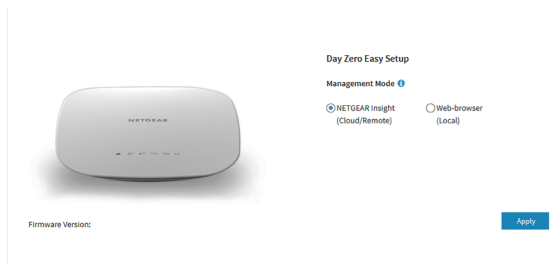 Day Zero Easy Setup
Management Mode
NETGEAR
NETGEAR Insight
(Cloud/Remote)
Web-browser
(Local)
Firmware Version:
Apply